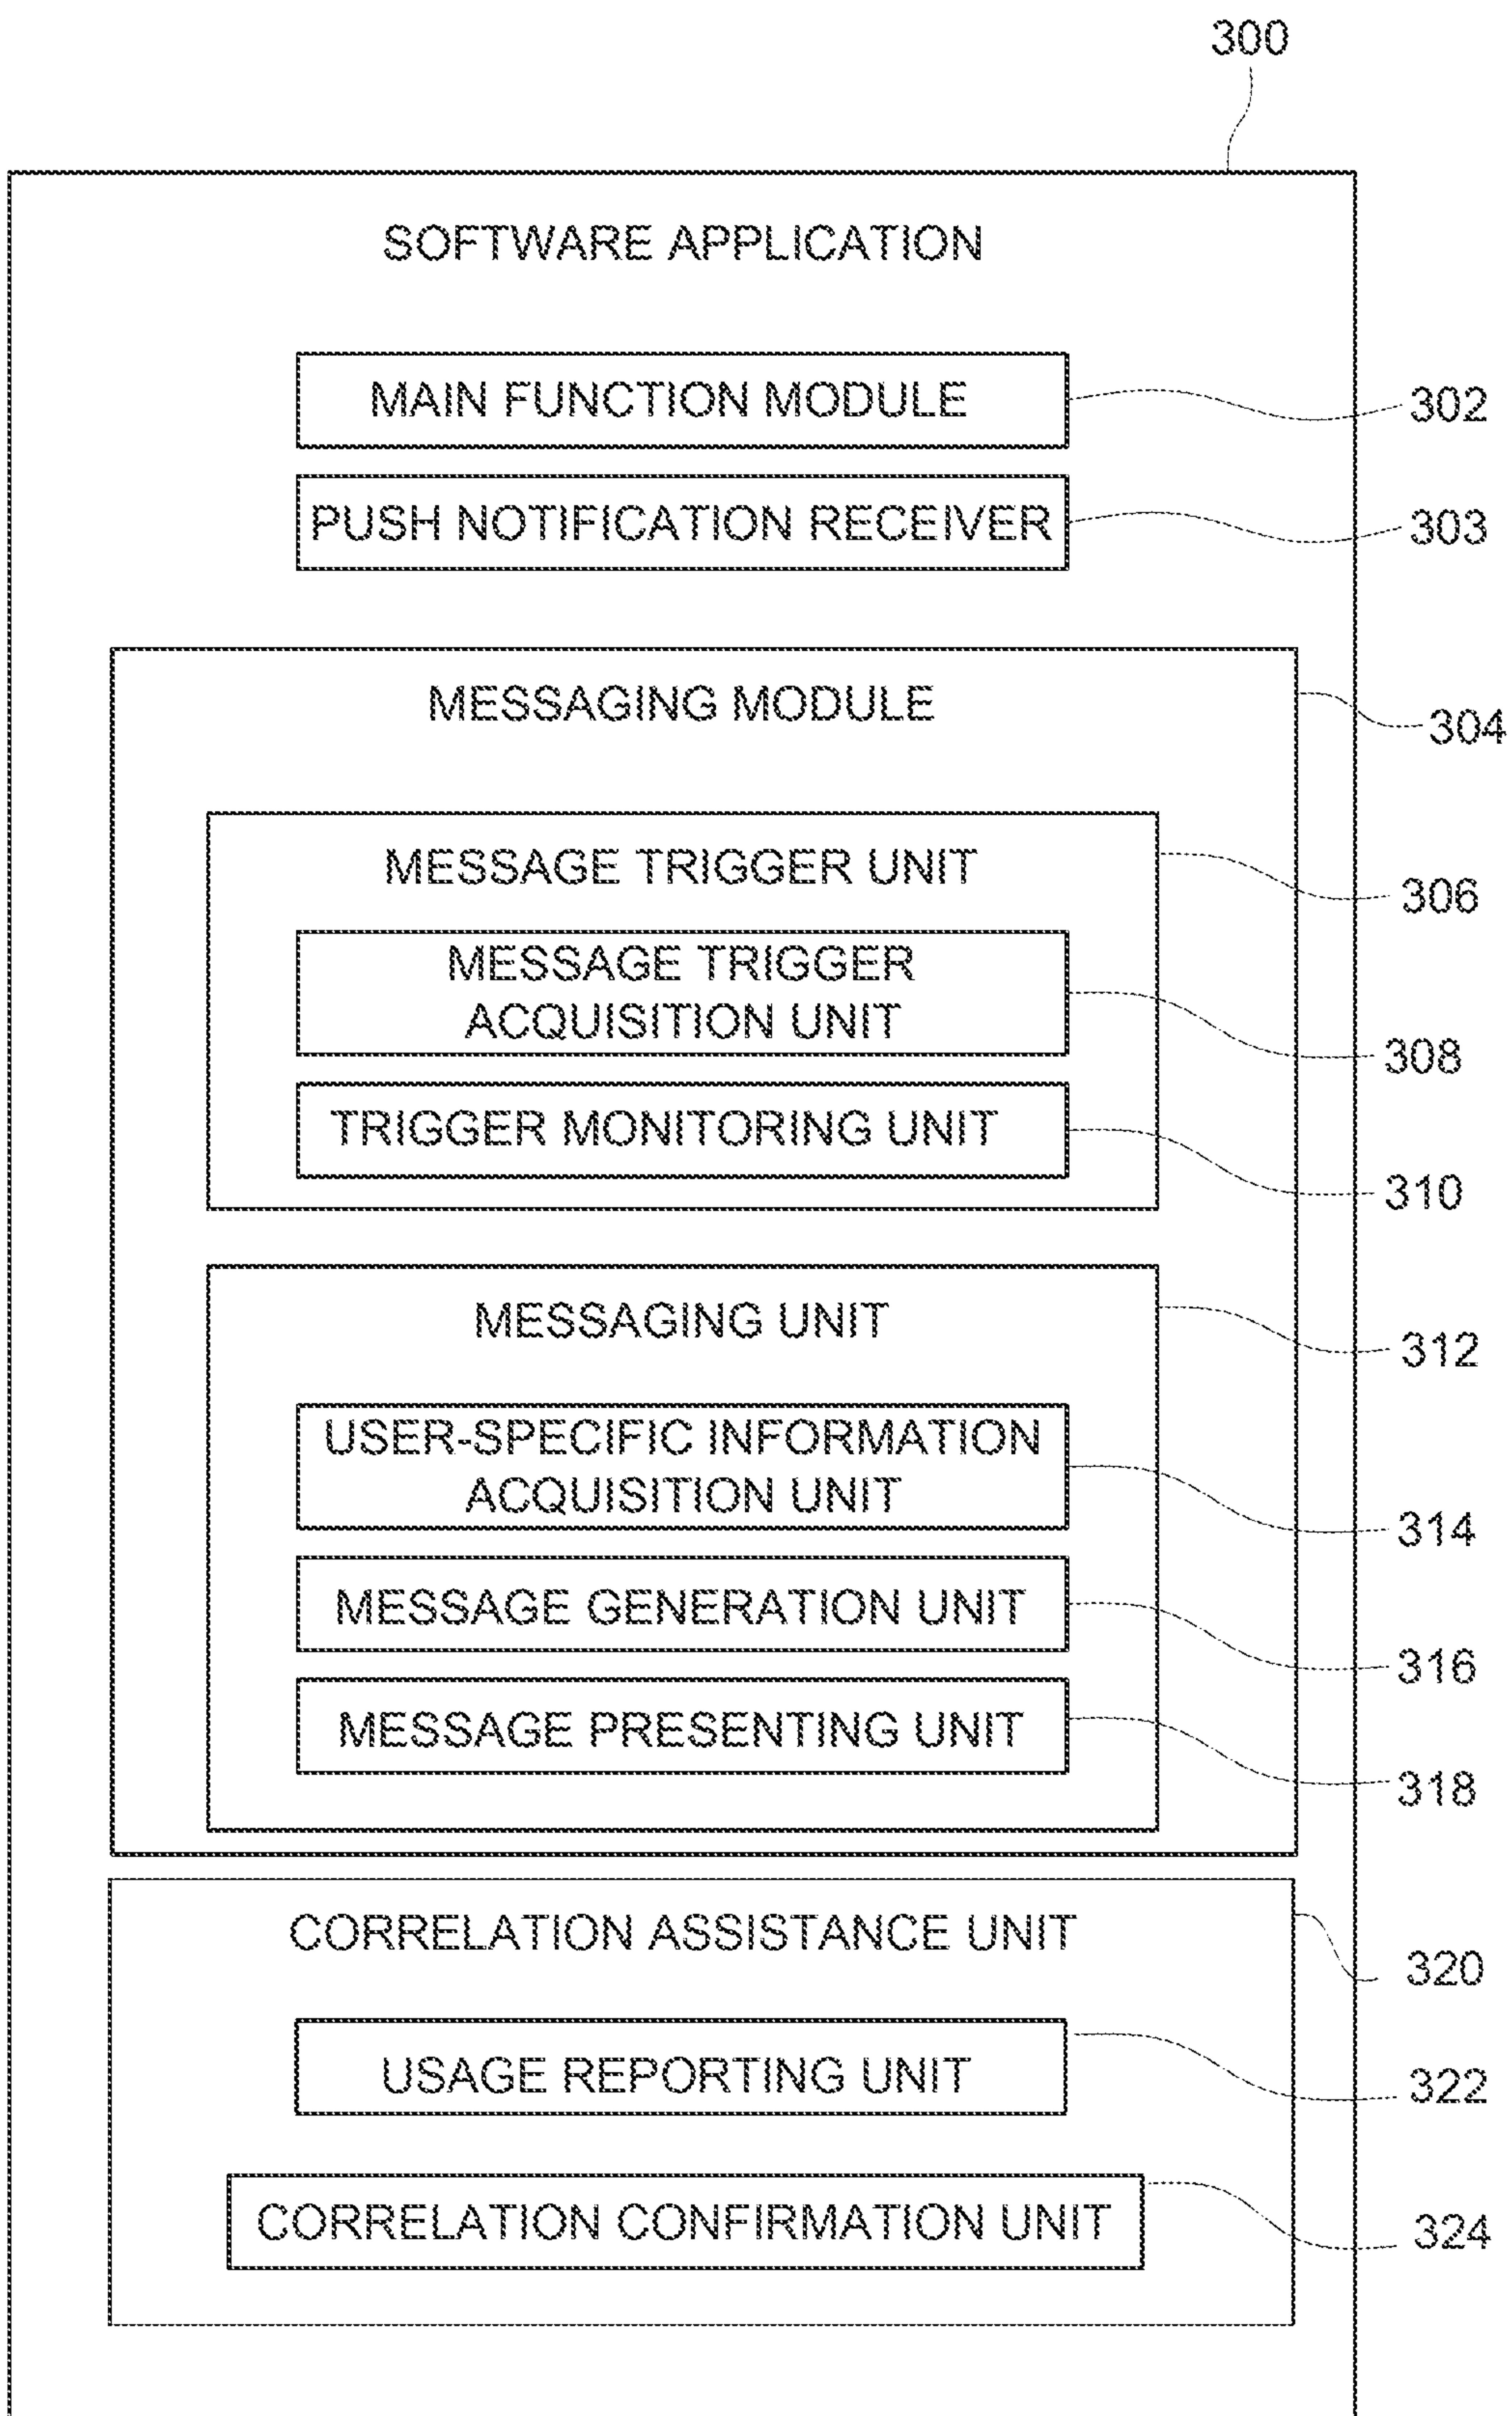 300
SOFTWARE APPLICATION
MAIN FUNCTION MODULE
302
PUSH NOTIFICATION RECEIVER
303
MESSAGING MODULE
304
MESSAGE TRIGGER UNIT
306
MESSAGE TRIGGER
ACQUISITION UNIT
308
TRIGGER MONITORING UNIT
310
MESSAGING UNIT
312
USER-SPECIFIC INFORMATION
ACQUISITION UNIT
314
MESSAGE GENERATION UNIT
316
MESSAGE PRESENTING UNIT
318
CORRELATION ASSISTANCE UNIT
320
USAGE REPORTING UNIT
322
CORRELATION CONFIRMATION UNIT
324